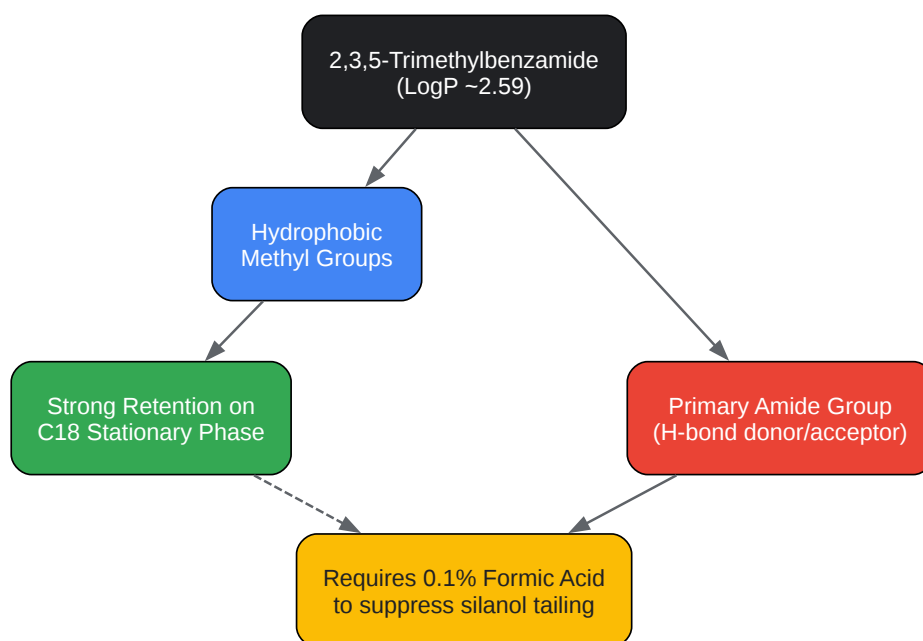 2,3,5-Trimethylbenzamide
(LogP ~2.59)
Hydrophobic
Methyl Groups
Strong Retention on
C18 Stationary Phase
Primary Amide Group
(H-bond donor/acceptor)
Requires 0.1% Formic Acid
to suppress silanol tailing